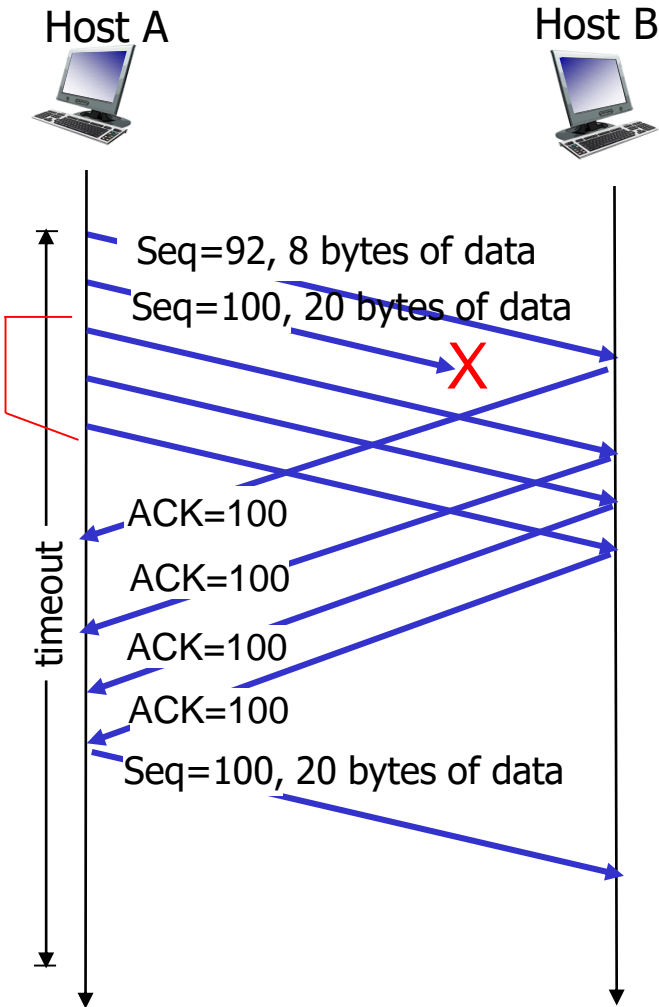 Host A
Host B
Seq=92, 8 bytes of data
Seq=100, 20 bytes of data
X
ACK=100
timeout
ACK=100
ACK=100
ACK=100
Seq=100, 20 bytes of data